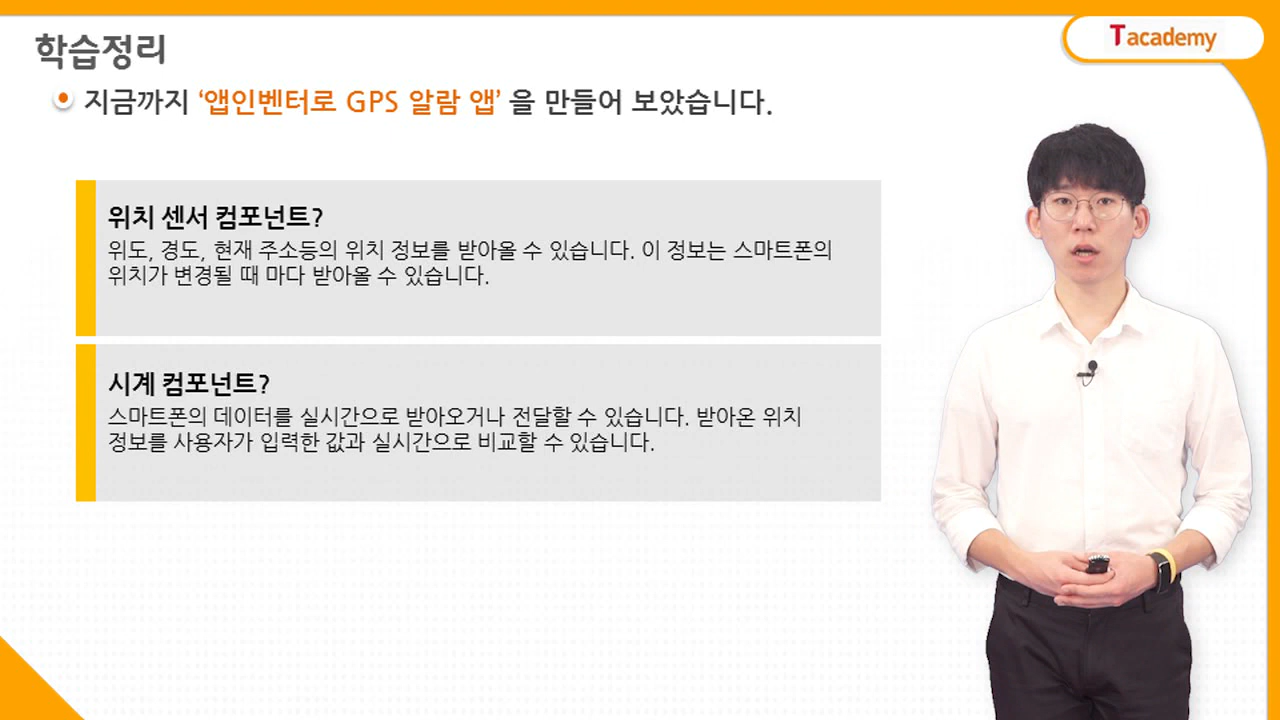 학습정리
Tacademy
지금까지 ‘앱인벤터로 GPS 알람 앱’ 을 만들어 보았습니다.
위치 센서 컴포넌트?
위도, 경도, 현재 주소등의 위치 정보를 받아올 수 있습니다. 이 정보는 스마트폰의
위치가 변경될 때 마다 받아올 수 있습니다.
시계 컴포넌트?
스마트폰의 데이터를 실시간으로 받아오거나 전달할 수 있습니다. 받아온 위치
정보를 사용자가 입력한 값과 실시간으로 비교할 수 있습니다.